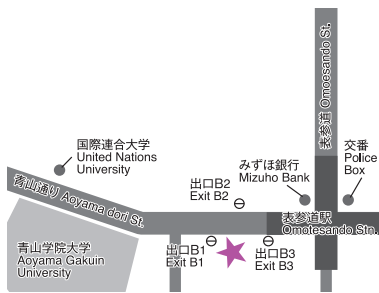 表参道 Omoesando St.
国際連合大学
United Nations
University
交番
Police
Box
みずほ銀行
Mizuho Bank
出口B2
Exit B2
青山通り Aoyama dori St.
表参道駅
Omotesando Stn.
青山学院大学
Aoyama Gakuin
University
出口B1
Exit B1
出口B3
Exit B3